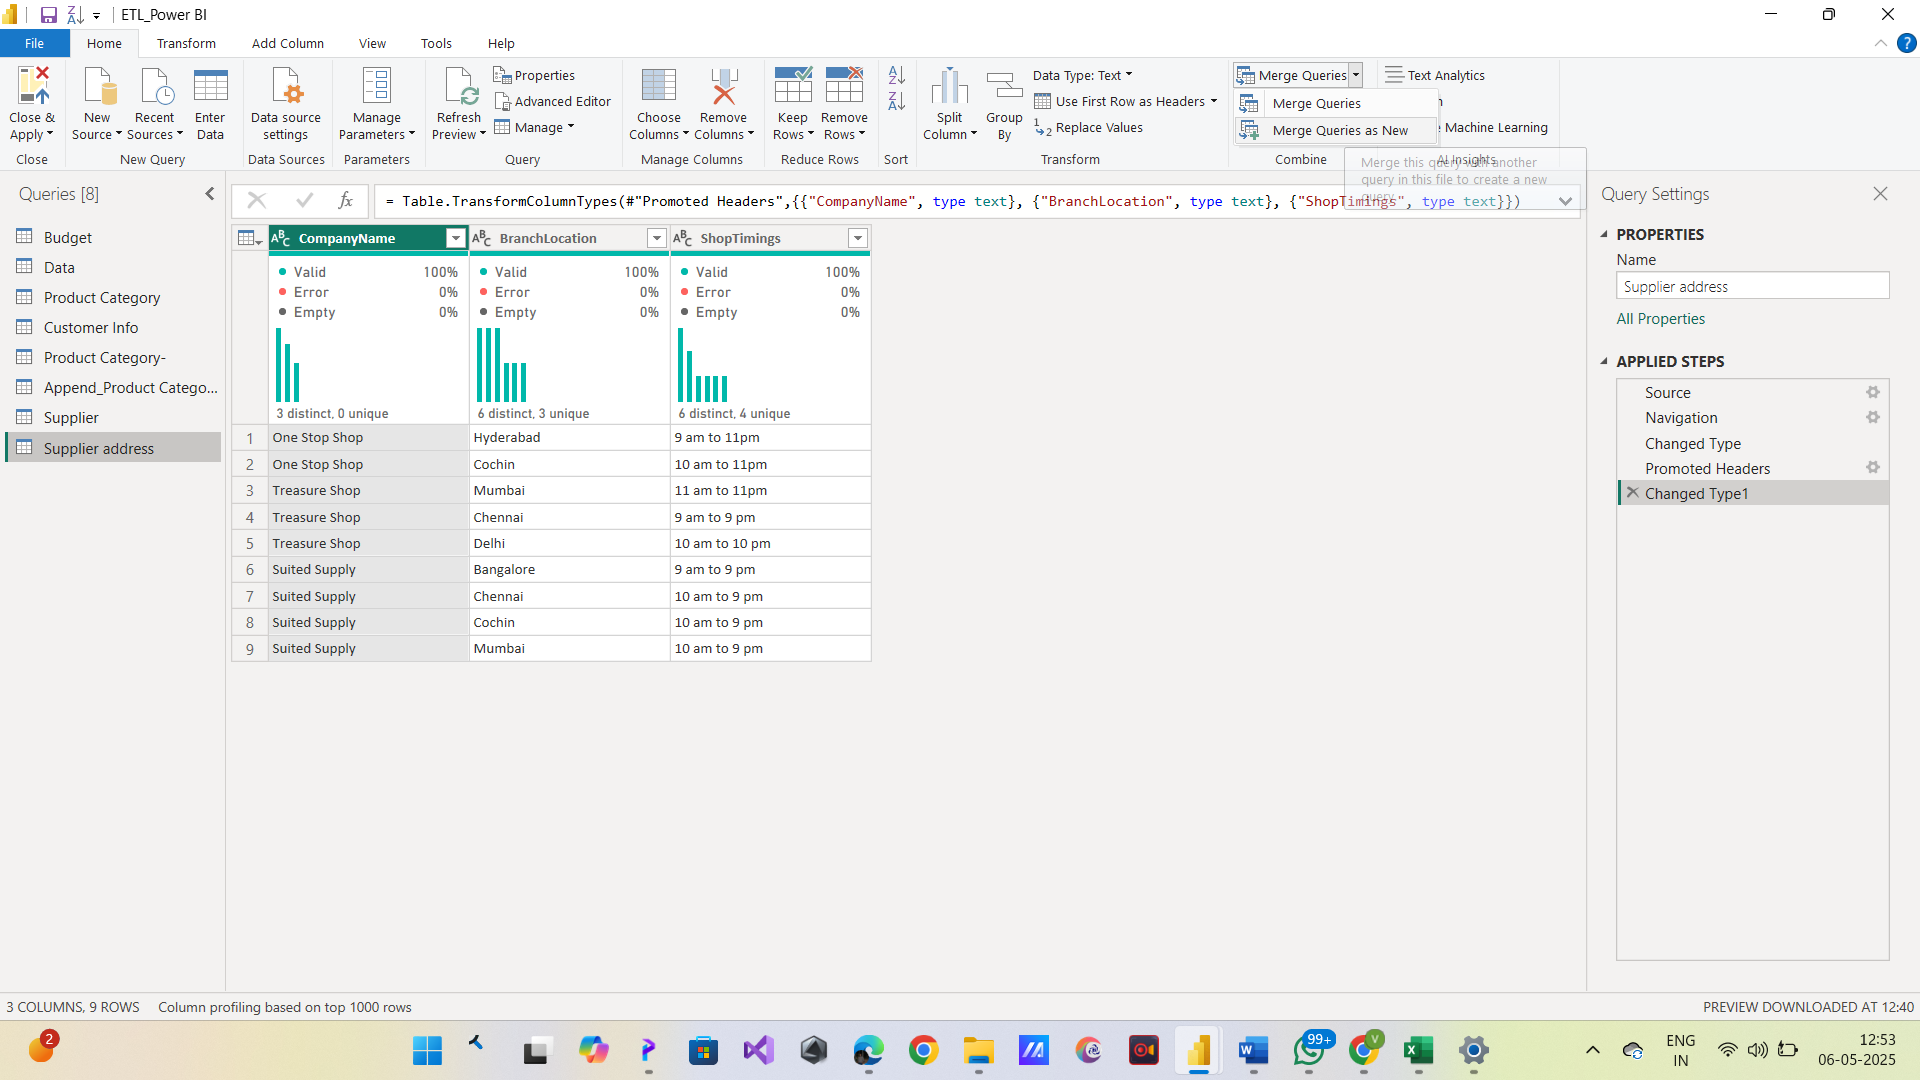 ETL_Power BI
File
Home
Transform
Add Column
View
Tools
Help
Close & Apply
New Source
Recent Sources
Enter Data
Data source settings
Manage Parameters
Refresh Preview
Properties
Advanced Editor
Manage
Choose Columns
Remove Columns
Keep Rows
Remove Rows
Split Column
Group By
Data Type: Text
Use First Row as Headers
Replace Values
Merge Queries
Merge Queries
Merge Queries as New
Text Analytics
Machine Learning
Close
New Query
Data Sources
Parameters
Query
Manage Columns
Reduce Rows
Sort
Transform
Combine
AI Insights
Merge this query with another
query in this file to create a new
query.
Queries [8]
Budget
Data
Product Category
Customer Info
Product Category-
Append_Product Catego...
Supplier
Supplier address
= Table.TransformColumnTypes(#"Promoted Headers",{{"CompanyName", type text}, {"BranchLocation", type text}, {"ShopTimings", type text}})
CompanyName BranchLocation ShopTimings
Valid 100% Valid 100% Valid 100%
Error 0% Error 0% Error 0%
Empty 0% Empty 0% Empty 0%
3 distinct, 0 unique 6 distinct, 3 unique 6 distinct, 4 unique
1 One Stop Shop Hyderabad 9 am to 11pm
2 One Stop Shop Cochin 10 am to 11pm
3 Treasure Shop Mumbai 11 am to 11pm
4 Treasure Shop Chennai 9 am to 9 pm
5 Treasure Shop Delhi 10 am to 10 pm
6 Suited Supply Bangalore 9 am to 9 pm
7 Suited Supply Chennai 10 am to 9 pm
8 Suited Supply Cochin 10 am to 9 pm
9 Suited Supply Mumbai 10 am to 9 pm
Query Settings
PROPERTIES
Name
Supplier address
All Properties
APPLIED STEPS
Source
Navigation
Changed Type
Promoted Headers
Changed Type1
3 COLUMNS, 9 ROWS Column profiling based on top 1000 rows
PREVIEW DOWNLOADED AT 12:40
2
99+
V
ENG
IN
12:53
06-05-2025